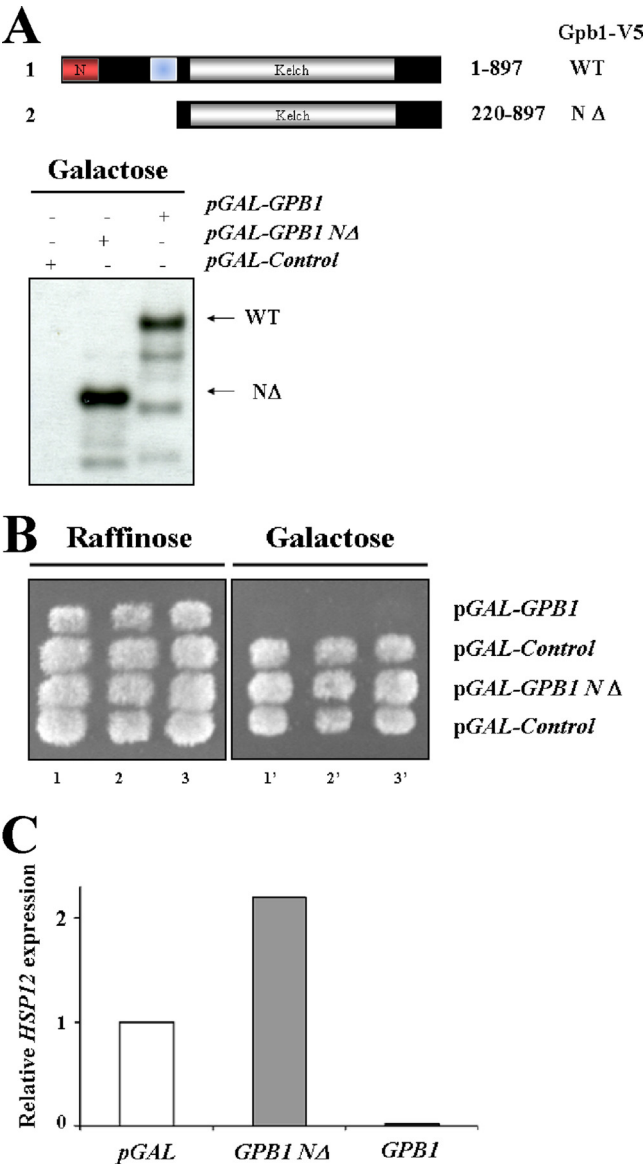 A
Gpb1-V5
1 N Kelch 1-897 WT
2 Kelch 220-897 N Δ
Galactose
- - + pGAL-GPB1
- + - pGAL-GPB1 NΔ
+ - - pGAL-Control
WT
NΔ
B
Raffinose Galactose
pGAL-GPB1
pGAL-Control
pGAL-GPB1 N Δ
pGAL-Control
1 2 3 1' 2' 3'
C
Relative HSP12 expression
2
1
0
pGAL GPB1 NΔ GPB1